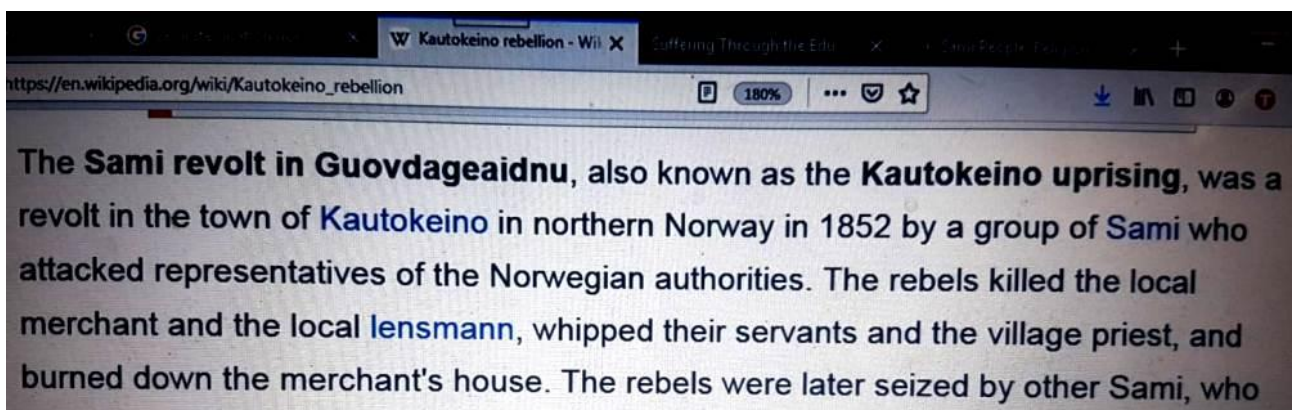 Kautokeino rebellion - Wi
Suffering Through the Edu
https://en.wikipedia.org/wiki/Kautokeino_rebellion
180%
The Sami revolt in Guovdageaidnu, also known as the Kautokeino uprising, was a
revolt in the town of Kautokeino in northern Norway in 1852 by a group of Sami who
attacked representatives of the Norwegian authorities. The rebels killed the local
merchant and the local lensmann, whipped their servants and the village priest, and
burned down the merchant's house. The rebels were later seized by other Sami, who